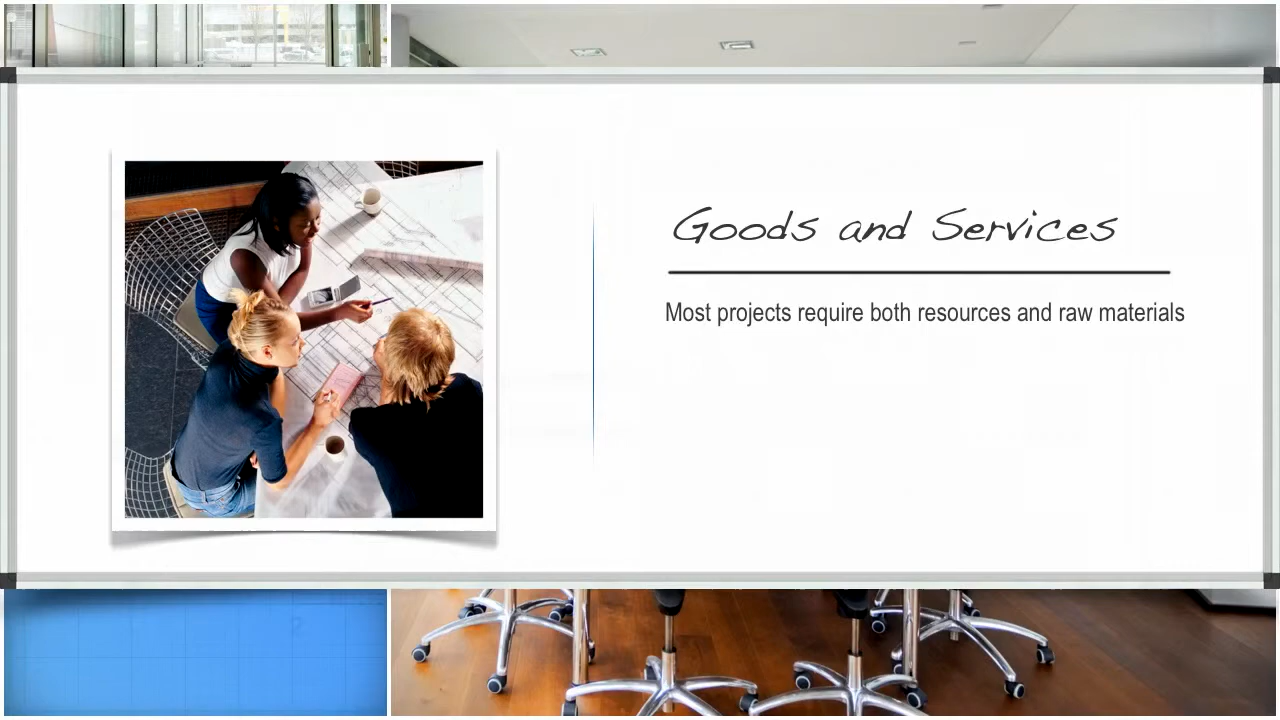 Goods and Services
Most projects require both resources and raw materials